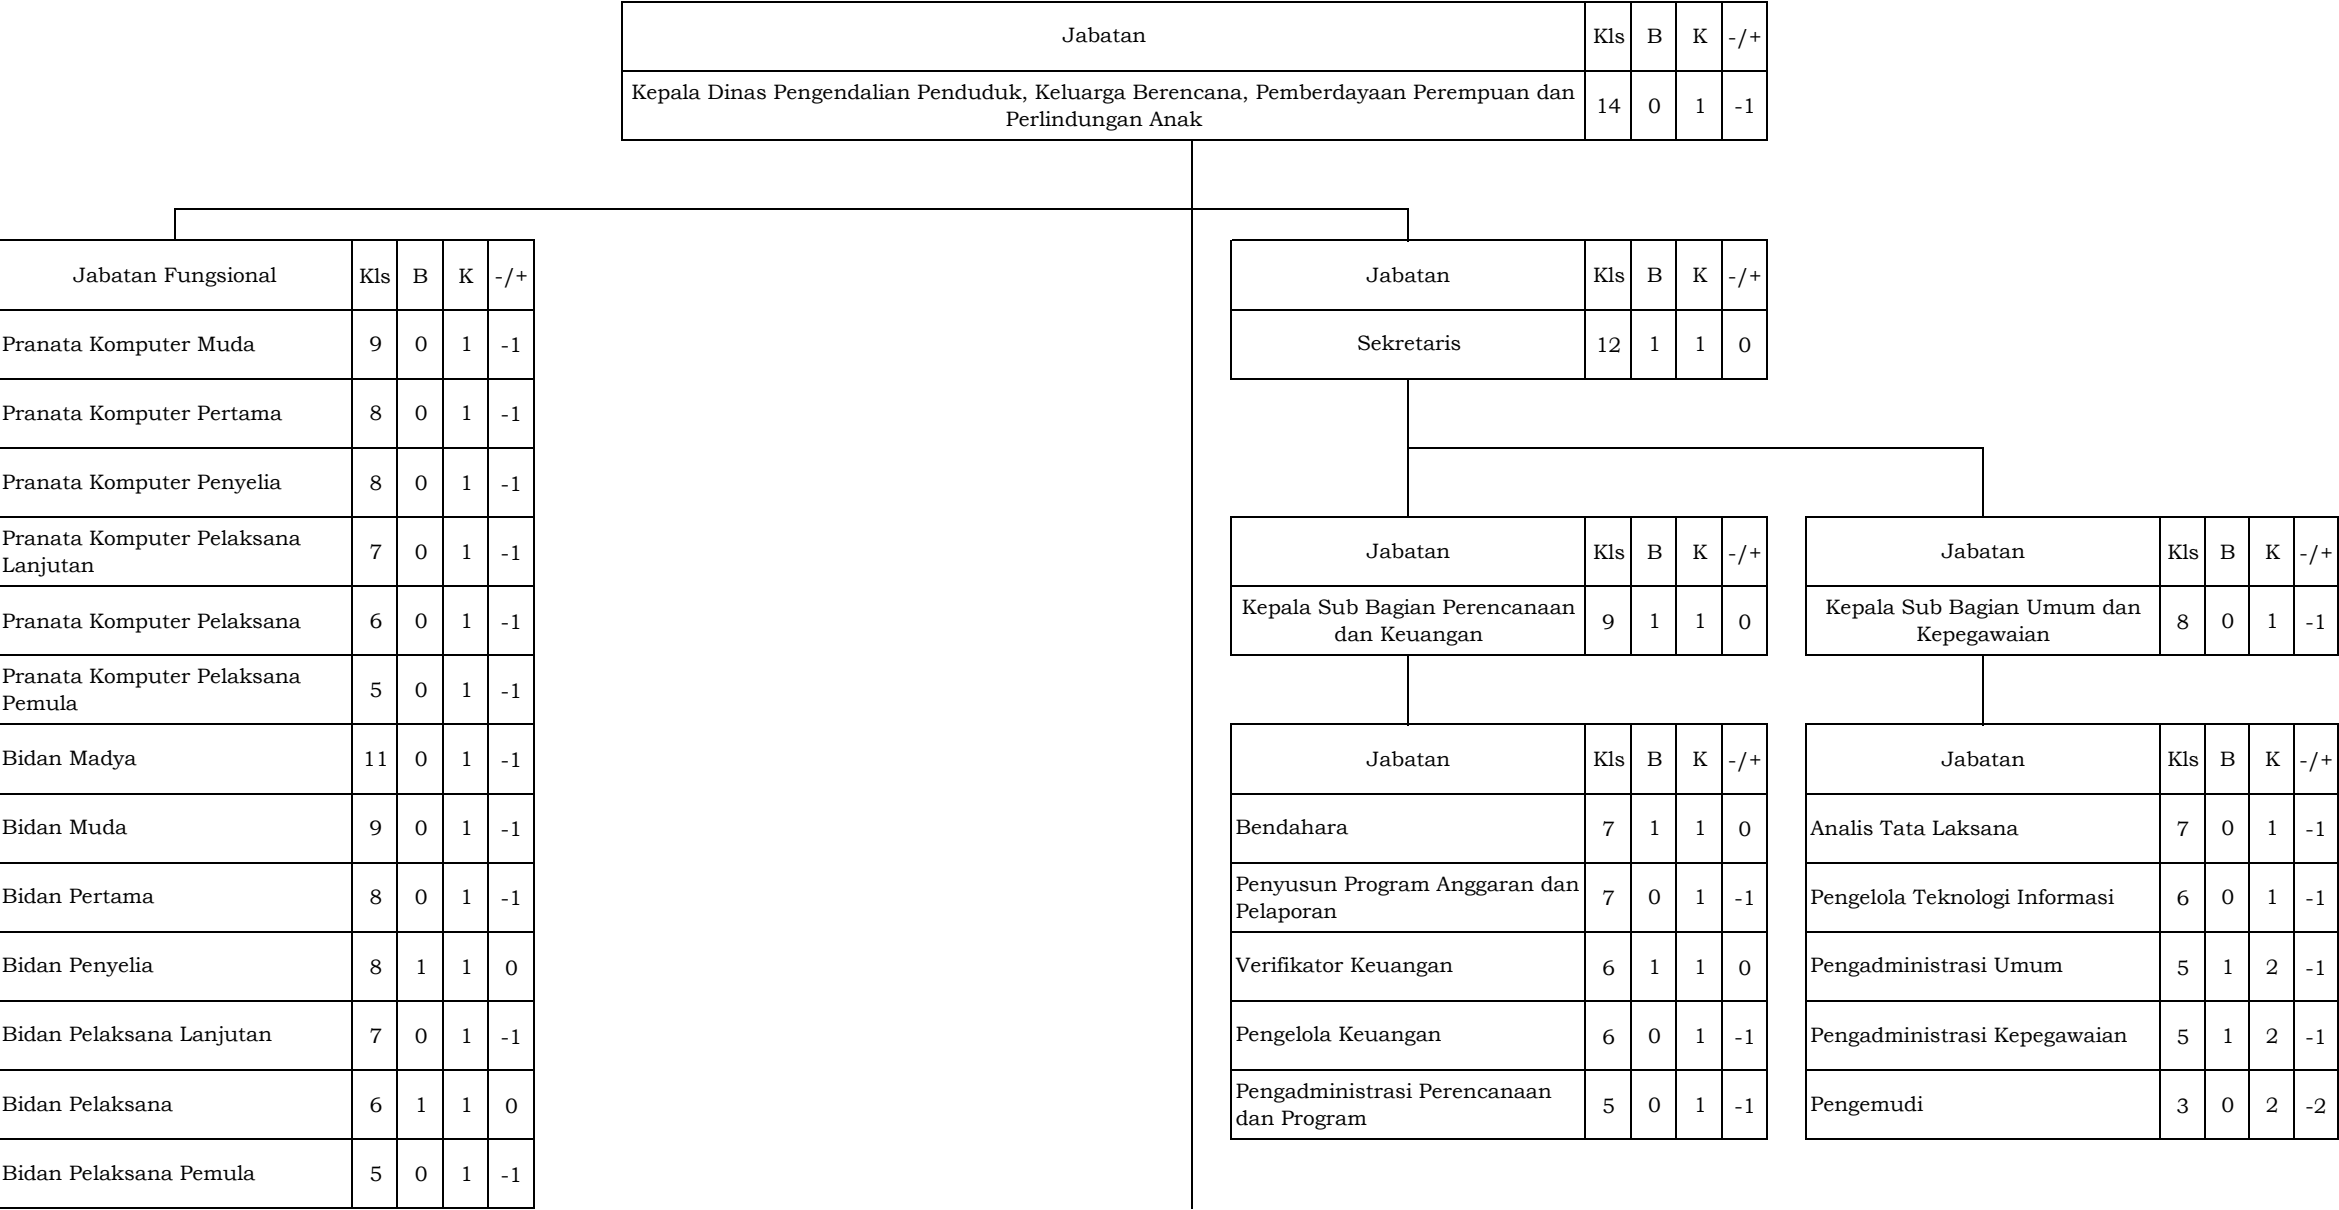 Jabatan Kls B K -/+
Kepala Dinas Pengendalian Penduduk, Keluarga Berencana, Pemberdayaan Perempuan dan
Perlindungan Anak
14 0 1 -1
Jabatan Fungsional Kls B K -/+
Pranata Komputer Muda 9 0 1 -1
Pranata Komputer Pertama 8 0 1 -1
Pranata Komputer Penyelia 8 0 1 -1
Pranata Komputer Pelaksana
Lanjutan
7 0 1 -1
Pranata Komputer Pelaksana 6 0 1 -1
Pranata Komputer Pelaksana
Pemula
5 0 1 -1
Bidan Madya 11 0 1 -1
Bidan Muda 9 0 1 -1
Bidan Pertama 8 0 1 -1
Bidan Penyelia 8 1 1 0
Bidan Pelaksana Lanjutan 7 0 1 -1
Bidan Pelaksana 6 1 1 0
Bidan Pelaksana Pemula 5 0 1 -1
Jabatan Kls B K -/+
Sekretaris 12 1 1 0
Jabatan Kls B K -/+
Kepala Sub Bagian Perencanaan
dan Keuangan
9 1 1 0
Jabatan Kls B K -/+
Bendahara 7 1 1 0
Penyusun Program Anggaran dan
Pelaporan
7 0 1 -1
Verifikator Keuangan 6 1 1 0
Pengelola Keuangan 6 0 1 -1
Pengadministrasi Perencanaan
dan Program
5 0 1 -1
Jabatan Kls B K -/+
Kepala Sub Bagian Umum dan
Kepegawaian
8 0 1 -1
Jabatan Kls B K -/+
Analis Tata Laksana 7 0 1 -1
Pengelola Teknologi Informasi 6 0 1 -1
Pengadministrasi Umum 5 1 2 -1
Pengadministrasi Kepegawaian 5 1 2 -1
Pengemudi 3 0 2 -2